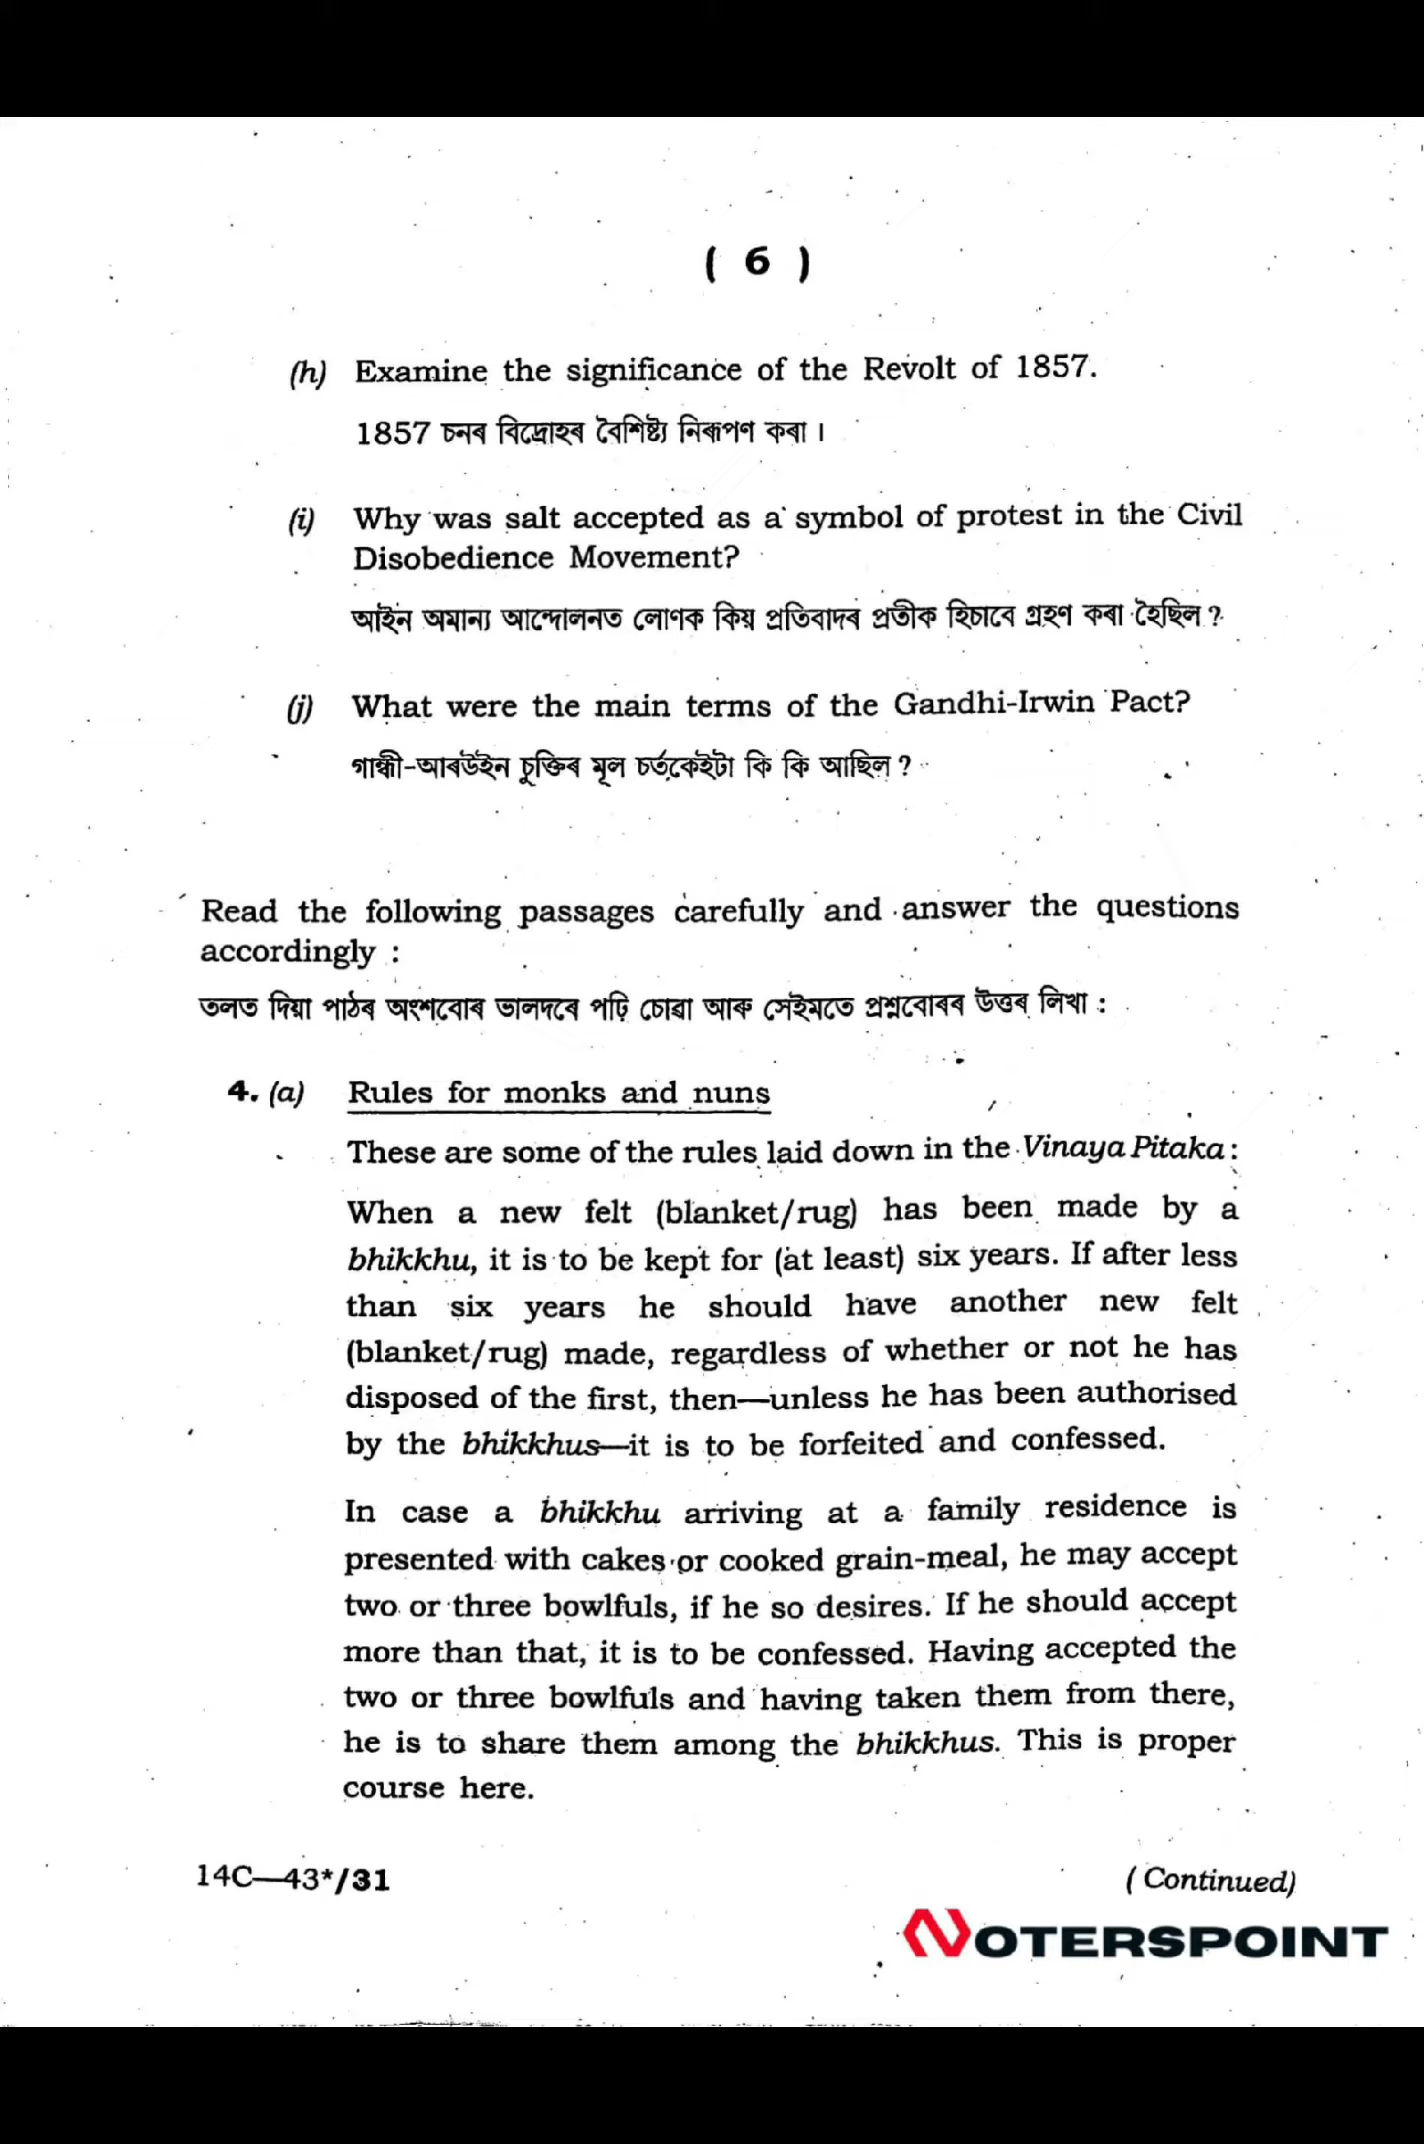 ( 6 )
(h) Examine the significance of the Revolt of 1857.
1857 চনৰ বিদ্ৰোহৰ বৈশিষ্ট্য নিৰূপণ কৰা ।
(i) Why was salt accepted as a symbol of protest in the Civil
Disobedience Movement?
আইন অমান্য আন্দোলনত লোণক কিয় প্ৰতিবাদৰ প্ৰতীক হিচাবে গ্ৰহণ কৰা হৈছিল ?
(j) What were the main terms of the Gandhi-Irwin Pact?
গান্ধী-আৰউইন চুক্তিৰ মূল চৰ্তকেইটা কি কি আছিল ?
Read the following passages carefully and answer the questions
accordingly :
তলত দিয়া পাঠৰ অংশবোৰ ভালদৰে পঢ়ি চোৱা আৰু সেইমতে প্ৰশ্নবোৰৰ উত্তৰ লিখা :
4. (a) Rules for monks and nuns
These are some of the rules laid down in the Vinaya Pitaka :
When a new felt (blanket/rug) has been made by a
bhikkhu, it is to be kept for (at least) six years. If after less
than six years he should have another new felt
(blanket/rug) made, regardless of whether or not he has
disposed of the first, then—unless he has been authorised
by the bhikkhus—it is to be forfeited and confessed.
In case a bhikkhu arriving at a family residence is
presented with cakes or cooked grain-meal, he may accept
two or three bowlfuls, if he so desires. If he should accept
more than that, it is to be confessed. Having accepted the
two or three bowlfuls and having taken them from there,
he is to share them among the bhikkhus. This is proper
course here.
14C—43*/31
( Continued)
NOTERSPOINT